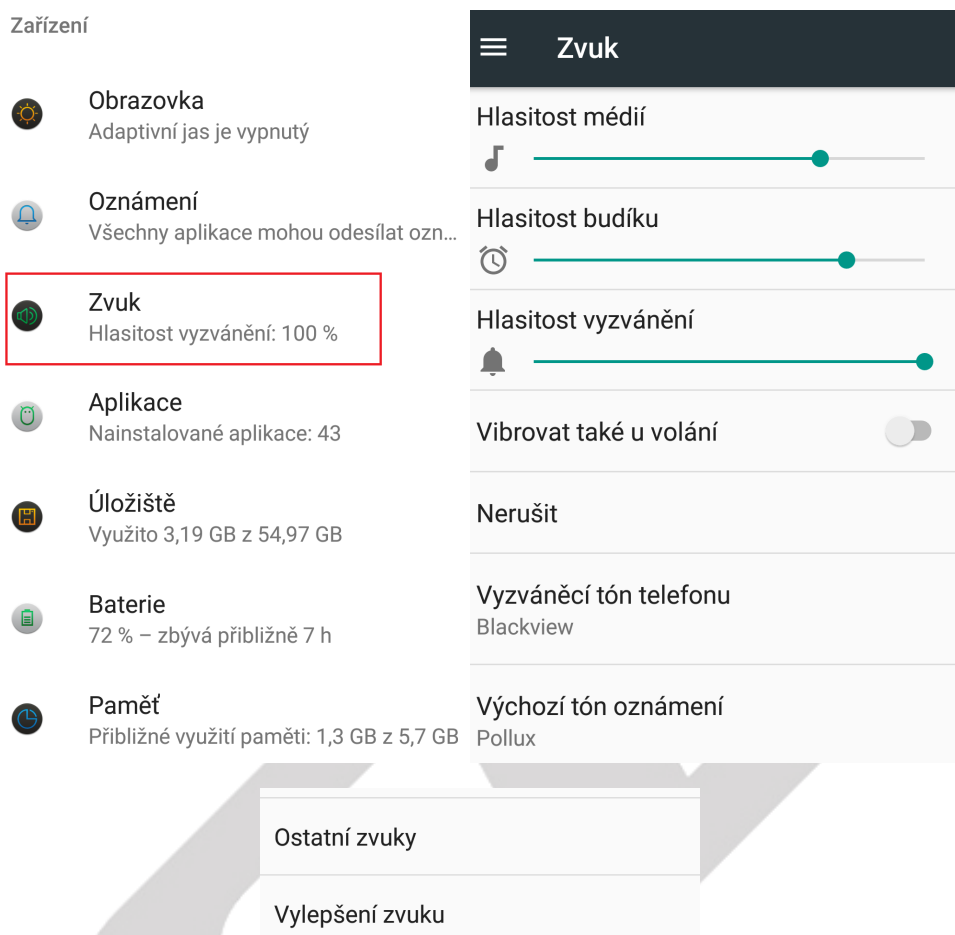 Zařízení
Obrazovka
Adaptivní jas je vypnutý
Oznámení
Všechny aplikace mohou odesílat ozn...
Zvuk
Hlasitost vyzvánění: 100 %
Aplikace
Nainstalované aplikace: 43
Úložiště
Využito 3,19 GB z 54,97 GB
Baterie
72 % – zbývá přibližně 7 h
Paměť
Přibližné využití paměti: 1,3 GB z 5,7 GB
Zvuk
Hlasitost médií
Hlasitost budíku
Hlasitost vyzvánění
Vibrovat také u volání
Nerušit
Vyzváněcí tón telefonu
Blackview
Výchozí tón oznámení
Pollux
Ostatní zvuky
Vylepšení zvuku